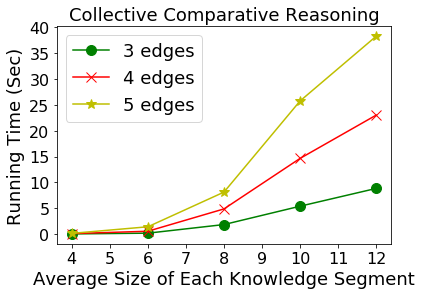 Collective Comparative Reasoning
Running Time (Sec)
40
35
30
25
20
15
10
5
0
3 edges
4 edges
5 edges
4 5 6 7 8 9 10 11 12
Average Size of Each Knowledge Segment